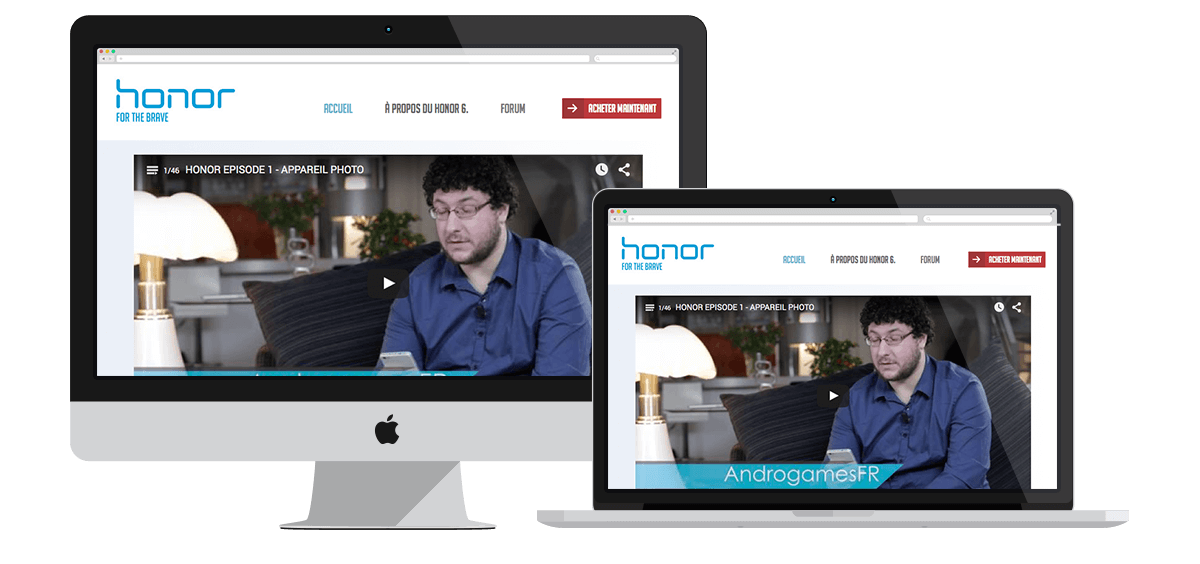 honor
FOR THE BRAVE
ACCUEIL
À PROPOS DU HONOR 6.
FORUM
ACHETER MAINTENANT
1/46 HONOR EPISODE 1 - APPAREIL PHOTO
honor
FOR THE BRAVE
ACCUEIL
À PROPOS DU HONOR 6.
FORUM
ACHETER MAINTENANT
1/46 HONOR EPISODE 1 - APPAREIL PHOTO
AndrogamesFR